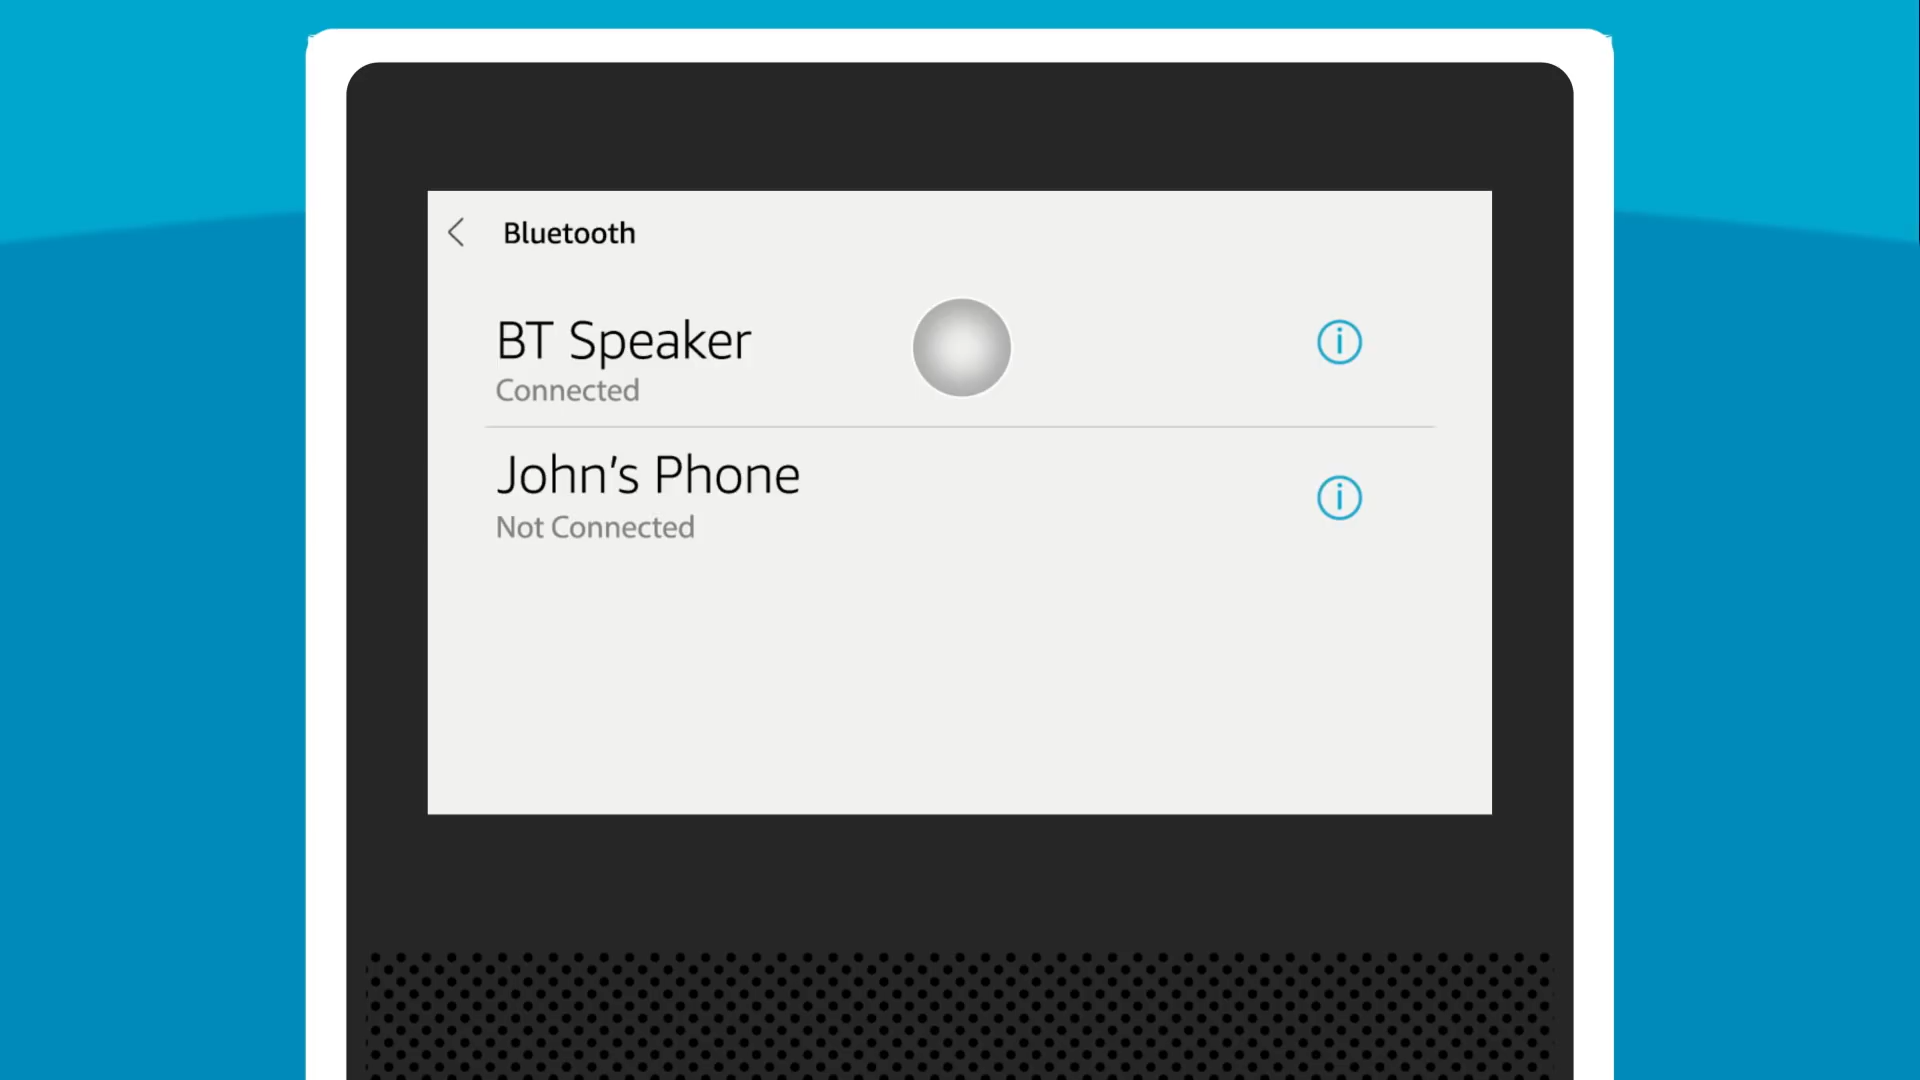 Bluetooth
BT Speaker
Connected
John’s Phone
Not Connected